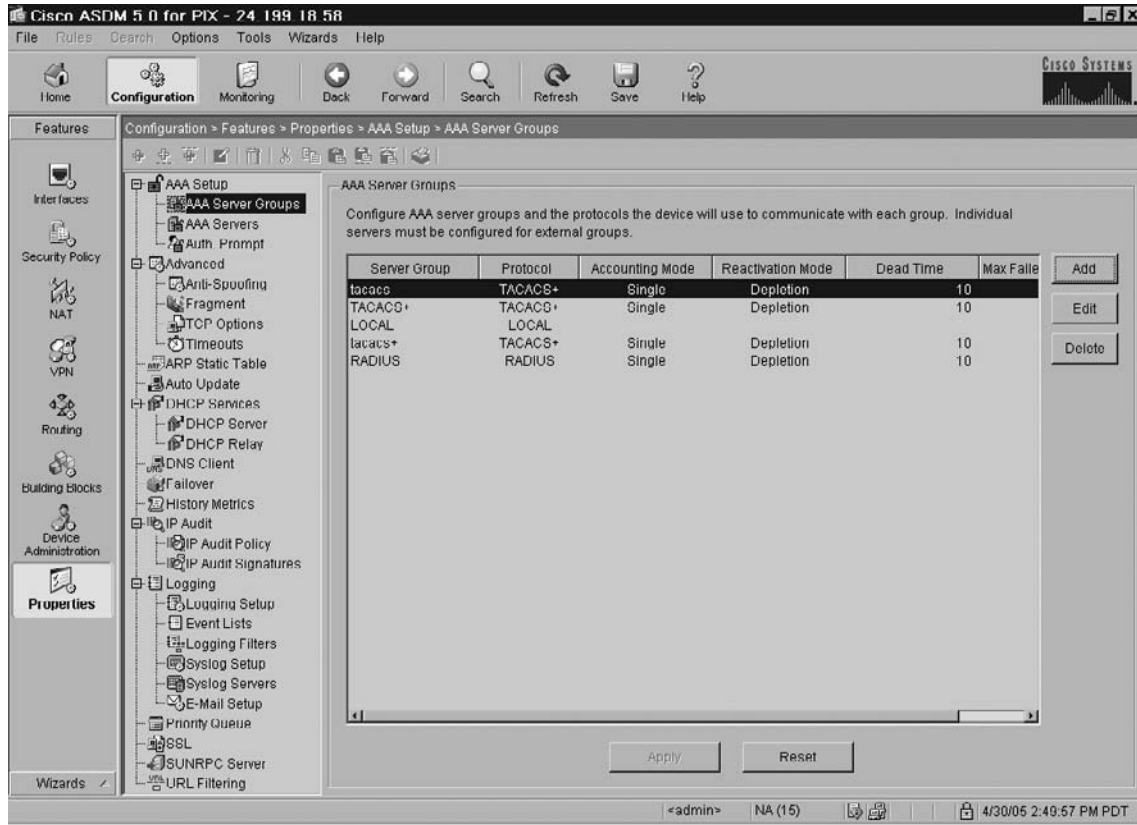 Cisco ASDM 5.0 for PIX - 24.199.18.58
File Rules Search Options Tools Wizards Help
Home Configuration Monitoring Back Forward Search Refresh Save Help
CISCO SYSTEMS
Features
Configuration > Features > Properties > AAA Setup > AAA Server Groups
Interfaces
Security Policy
NAT
VPN
Routing
Building Blocks
Device
Administration
Properties
Wizards
AAA Setup
AAA Server Groups
AAA Servers
Auth. Prompt
Advanced
Anti-Spoofing
Fragment
TCP Options
Timeouts
ARP Static Table
Auto Update
DHCP Services
DHCP Server
DHCP Relay
DNS Client
Failover
History Metrics
IP Audit
IP Audit Policy
IP Audit Signatures
Logging
Logging Setup
Event Lists
Logging Filters
Syslog Setup
Syslog Servers
E-Mail Setup
Priority Queue
SSL
SUNRPC Server
URL Filtering
AAA Server Groups
Configure AAA server groups and the protocols the device will use to communicate with each group. Individual
servers must be configured for external groups.
Server Group Protocol Accounting Mode Reactivation Mode Dead Time Max Faile
tacacs TACACS+ Single Depletion 10
TACACS+ TACACS+ Single Depletion 10
LOCAL LOCAL
tacacs+ TACACS+ Single Depletion 10
RADIUS RADIUS Single Depletion 10
Add
Edit
Delete
Apply Reset
<admin> NA (15) 4/30/05 2:49:57 PM PDT